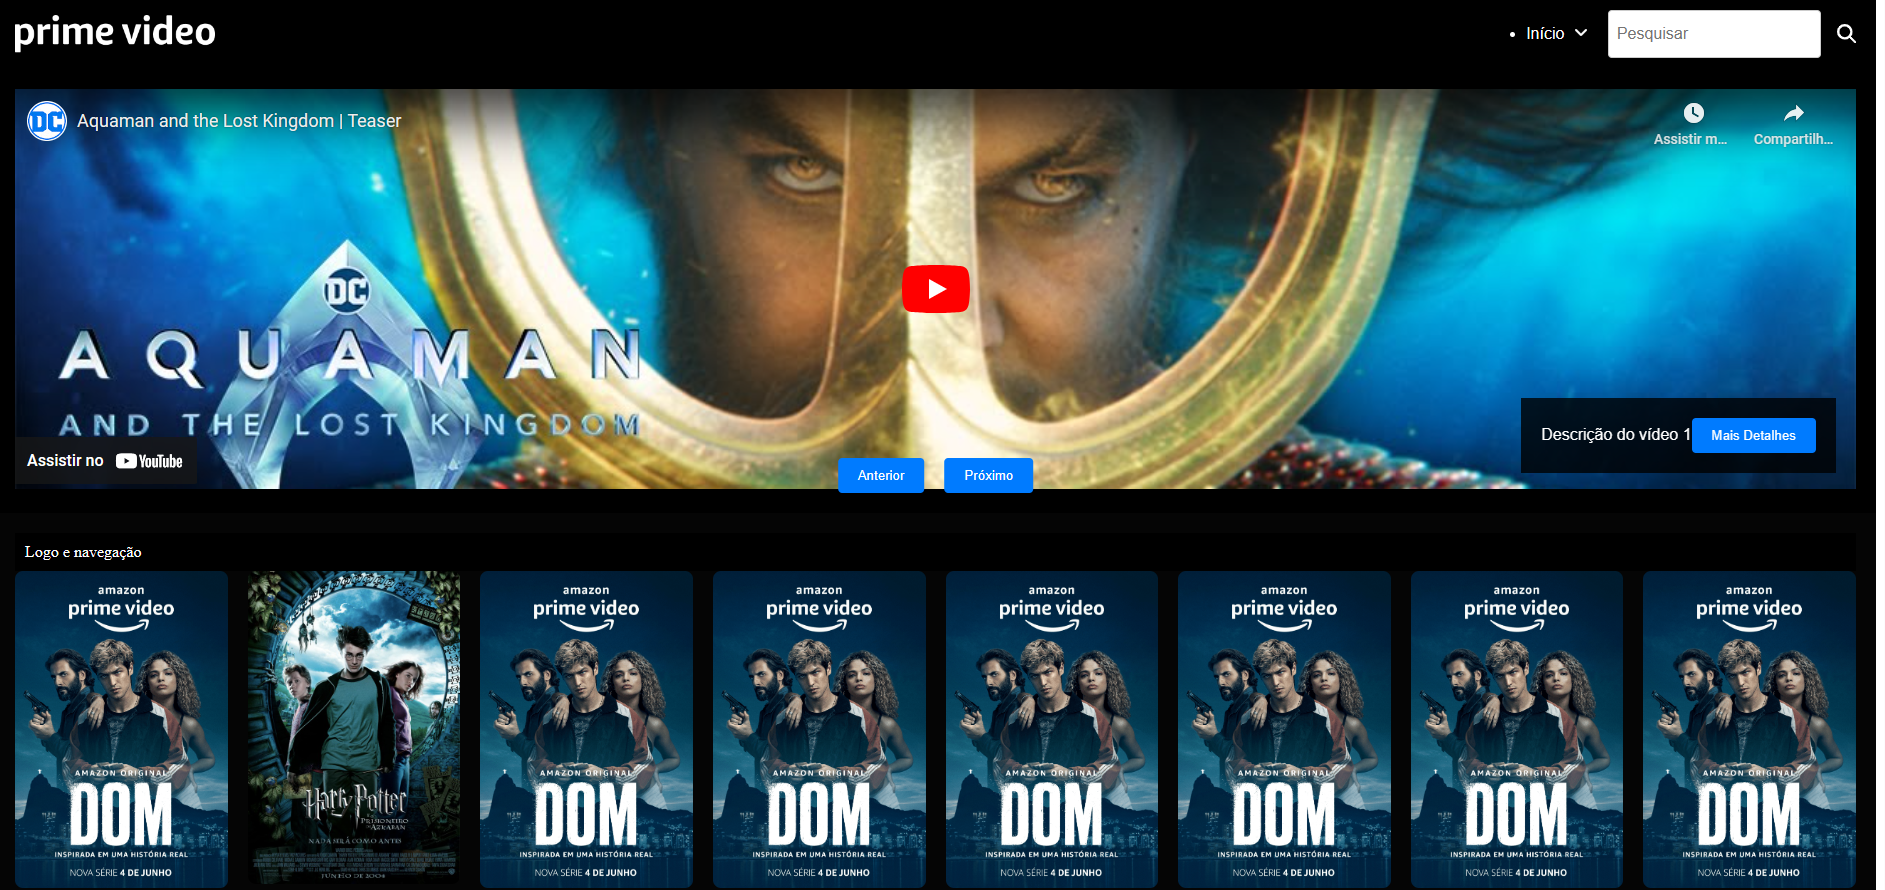 prime video
Início
Pesquisar
DC
Aquaman and the Lost Kingdom | Teaser
Assistir m...
Compartilh...
DC
AQUAMAN
AND THE LOST KINGDOM
Descrição do vídeo 1
Mais Detalhes
Assistir no YouTube
Anterior
Próximo
Logo e navegação
amazon
prime video
AMAZON ORIGINAL
DOM
INSPIRADA EM UMA HISTÓRIA REAL
NOVA SÉRIE 4 DE JUNHO
Harry Potter
PRISIONEIRO
AZKABAN
NADA SERÁ COMO ANTES
JUNHO DE 2004
amazon
prime video
AMAZON ORIGINAL
DOM
INSPIRADA EM UMA HISTÓRIA REAL
NOVA SÉRIE 4 DE JUNHO
amazon
prime video
AMAZON ORIGINAL
DOM
INSPIRADA EM UMA HISTÓRIA REAL
NOVA SÉRIE 4 DE JUNHO
amazon
prime video
AMAZON ORIGINAL
DOM
INSPIRADA EM UMA HISTÓRIA REAL
NOVA SÉRIE 4 DE JUNHO
amazon
prime video
AMAZON ORIGINAL
DOM
INSPIRADA EM UMA HISTÓRIA REAL
NOVA SÉRIE 4 DE JUNHO
amazon
prime video
AMAZON ORIGINAL
DOM
INSPIRADA EM UMA HISTÓRIA REAL
NOVA SÉRIE 4 DE JUNHO
amazon
prime video
AMAZON ORIGINAL
DOM
INSPIRADA EM UMA HISTÓRIA REAL
NOVA SÉRIE 4 DE JUNHO